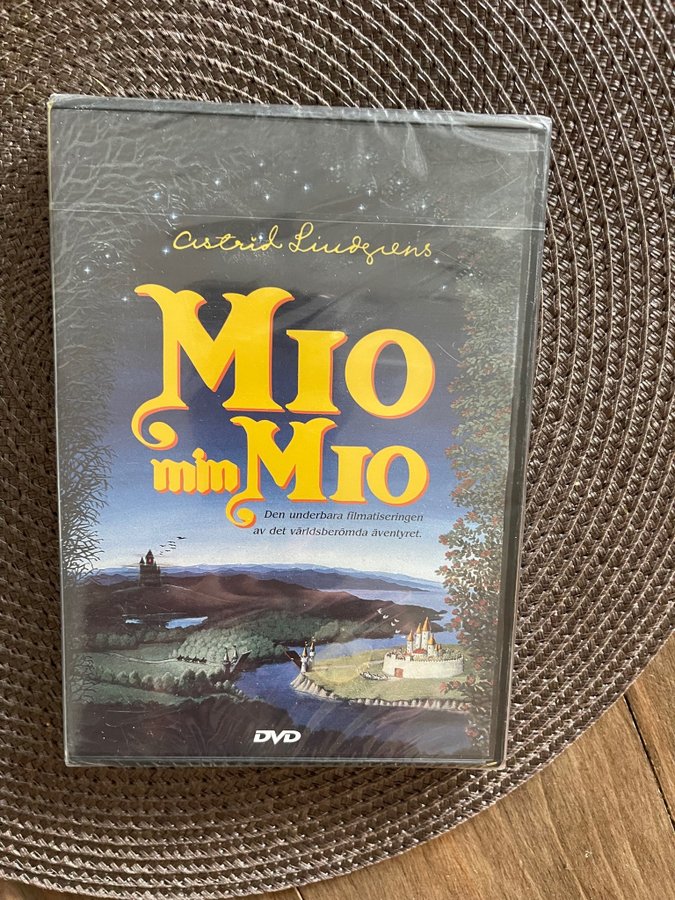 Astrid Lindgrens
MIO
min MIO
Den underbara filmatiseringen
av det världsberömda äventyret.
DVD